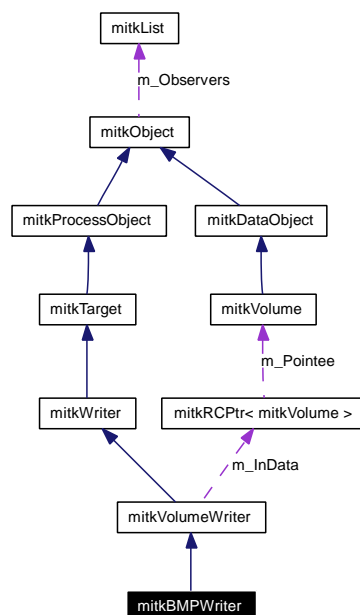 mitkList
m_Observers
mitkObject
mitkProcessObject
mitkDataObject
mitkTarget
mitkVolume
m_Pointee
mitkWriter
mitkRCPtr< mitkVolume >
m_InData
mitkVolumeWriter
mitkBMPWriter